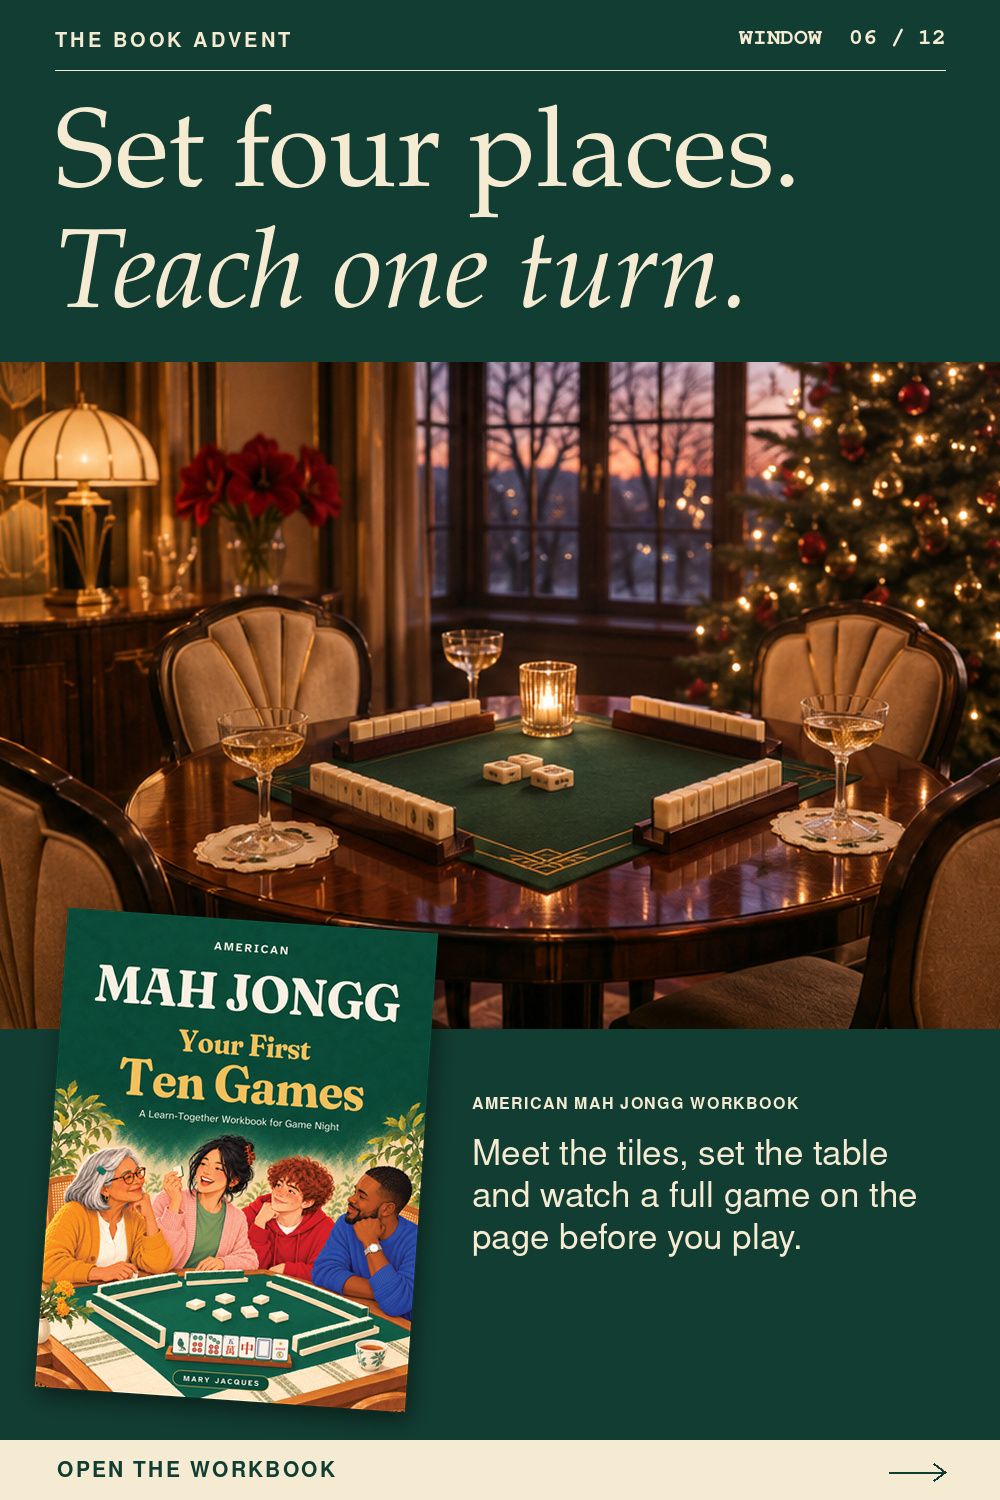 THE BOOK ADVENT
WINDOW 06 / 12
Set four places.
Teach one turn.
AMERICAN
MAH JONGG
Your First
Ten Games
A Learn-Together Workbook for Game Night
MARY JACQUES
AMERICAN MAH JONGG WORKBOOK
Meet the tiles, set the table
and watch a full game on the
page before you play.
OPEN THE WORKBOOK